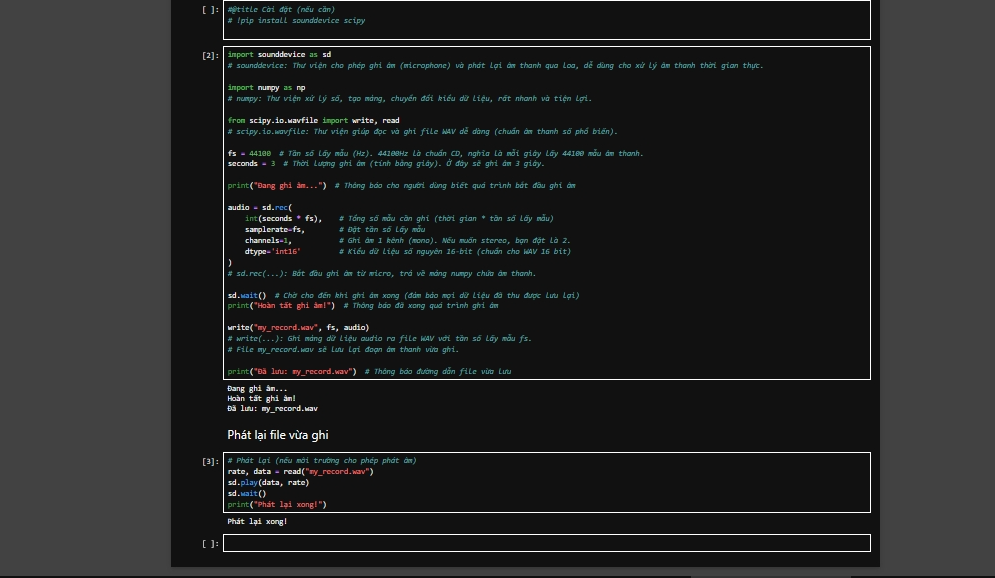 [ ]:
#@title Cài đặt (nếu cần)
# !pip install sounddevice scipy
[2]:
import sounddevice as sd
# sounddevice: Thư viện cho phép ghi âm (microphone) và phát lại âm thanh qua loa, dễ dùng cho xử lý âm thanh thời gian thực.
import numpy as np
# numpy: Thư viện xử lý số, tạo mảng, chuyển đổi kiểu dữ liệu, rất nhanh và tiện lợi.
from scipy.io.wavfile import write, read
# scipy.io.wavfile: Thư viện giúp đọc và ghi file WAV dễ dàng (chuẩn âm thanh số phổ biến).
fs = 44100  # Tần số lấy mẫu (Hz). 44100Hz là chuẩn CD, nghĩa là mỗi giây lấy 44100 mẫu âm thanh.
seconds = 3  # Thời lượng ghi âm (tính bằng giây). Ở đây sẽ ghi âm 3 giây.
print("Đang ghi âm...")  # Thông báo cho người dùng biết quá trình bắt đầu ghi âm
audio = sd.rec(
    int(seconds * fs),    # Tổng số mẫu cần ghi (thời gian * tần số lấy mẫu)
    samplerate=fs,        # Đặt tần số lấy mẫu
    channels=1,           # Ghi âm 1 kênh (mono). Nếu muốn stereo, bạn đặt là 2.
    dtype='int16'         # Kiểu dữ liệu số nguyên 16-bit (chuẩn cho WAV 16 bit)
)
# sd.rec(...): Bắt đầu ghi âm từ micro, trả về mảng numpy chứa âm thanh.
sd.wait()  # Chờ cho đến khi ghi âm xong (đảm bảo mọi dữ liệu đã thu được lưu lại)
print("Hoàn tất ghi âm!")  # Thông báo đã xong quá trình ghi âm
write("my_record.wav", fs, audio)
# write(...): Ghi mảng dữ liệu audio ra file WAV với tần số lấy mẫu fs.
# File my_record.wav sẽ lưu lại đoạn âm thanh vừa ghi.
print("Đã lưu: my_record.wav")  # Thông báo đường dẫn file vừa lưu
Đang ghi âm...
Hoàn tất ghi âm!
Đã lưu: my_record.wav
Phát lại file vừa ghi
[3]:
# Phát lại (nếu môi trường cho phép phát âm)
rate, data = read("my_record.wav")
sd.play(data, rate)
sd.wait()
print("Phát lại xong!")
Phát lại xong!
[ ]: